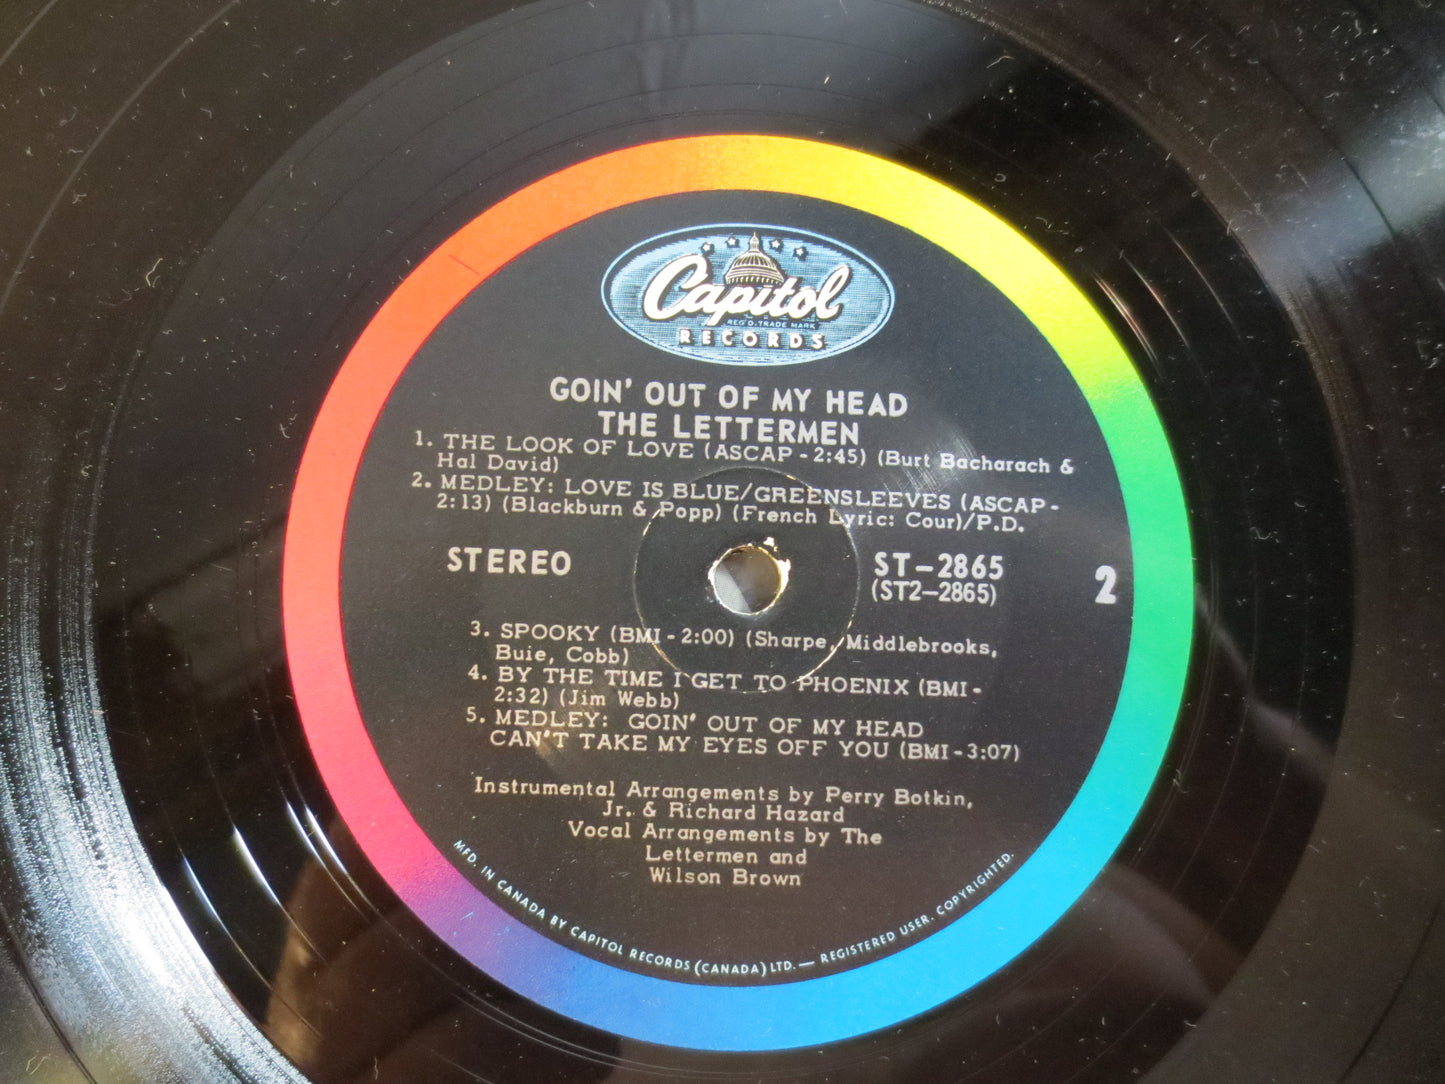 Capitol
REG'D. TRADE MARK
RECORDS
GOIN' OUT OF MY HEAD
THE LETTERMEN
1. THE LOOK OF LOVE (ASCAP - 2:45) (Burt Bacharach &
Hal David)
2. MEDLEY: LOVE IS BLUE/GREENSLEEVES (ASCAP -
2:13) (Blackburn & Popp) (French Lyric: Cour)/P.D.
STEREO
ST-2865
(ST2-2865)
2
3. SPOOKY (BMI - 2:00) (Sharpe, Middlebrooks,
Buie, Cobb)
4. BY THE TIME I GET TO PHOENIX (BMI -
2:32) (Jim Webb)
5. MEDLEY: GOIN' OUT OF MY HEAD
CAN'T TAKE MY EYES OFF YOU (BMI - 3:07)
Instrumental Arrangements by Perry Botkin,
Jr. & Richard Hazard
Vocal Arrangements by The
Lettermen and
Wilson Brown
MFD. IN CANADA BY CAPITOL RECORDS (CANADA) LTD. — REGISTERED USER. COPYRIGHTED.